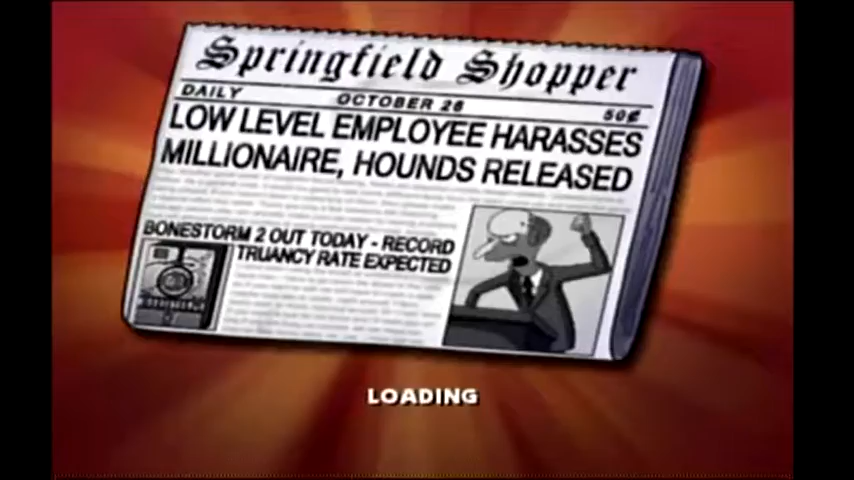 Springfield Shopper
DAILY OCTOBER 26 50¢
LOW LEVEL EMPLOYEE HARASSES
MILLIONAIRE, HOUNDS RELEASED
BONESTORM 2 OUT TODAY - RECORD
TRUANCY RATE EXPECTED
LOADING